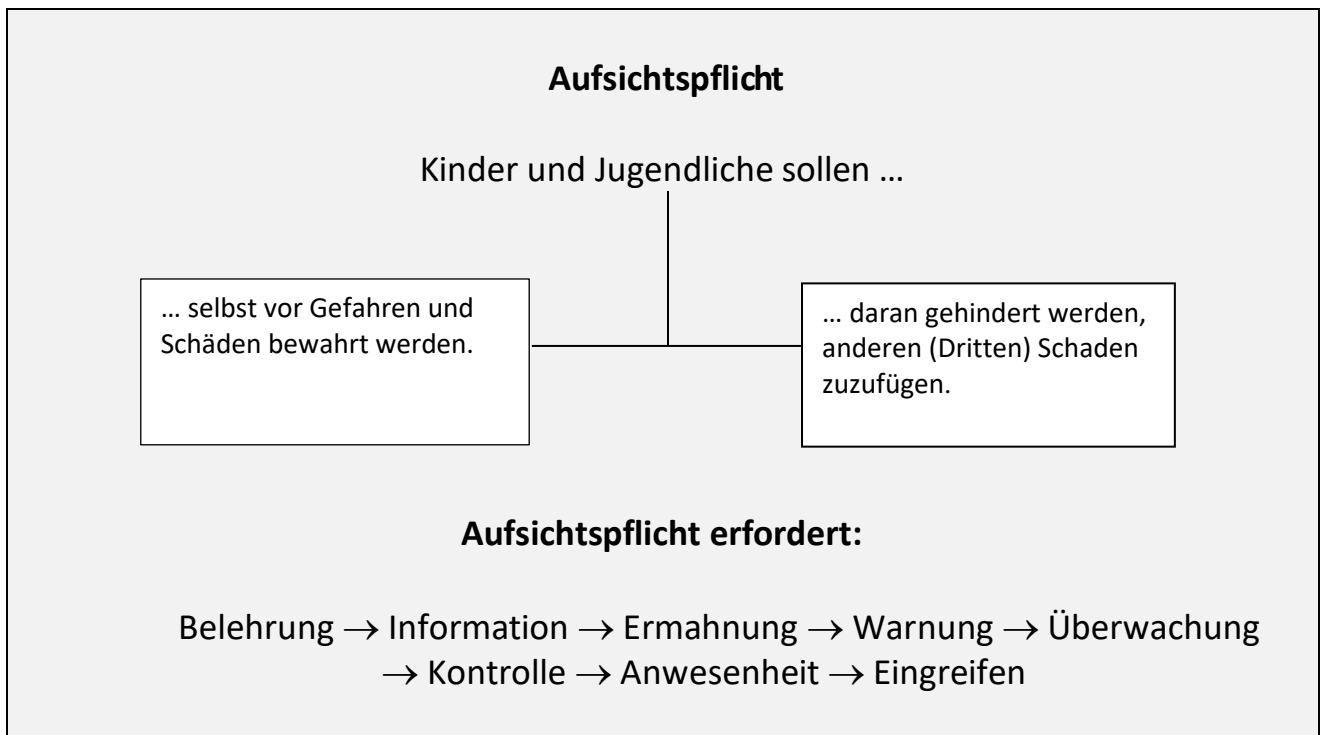 Aufsichtspflicht
Kinder und Jugendliche sollen …
… selbst vor Gefahren und
Schäden bewahrt werden.
… daran gehindert werden,
anderen (Dritten) Schaden
zuzufügen.
Aufsichtspflicht erfordert:
Belehrung → Information → Ermahnung → Warnung → Überwachung
→ Kontrolle → Anwesenheit → Eingreifen